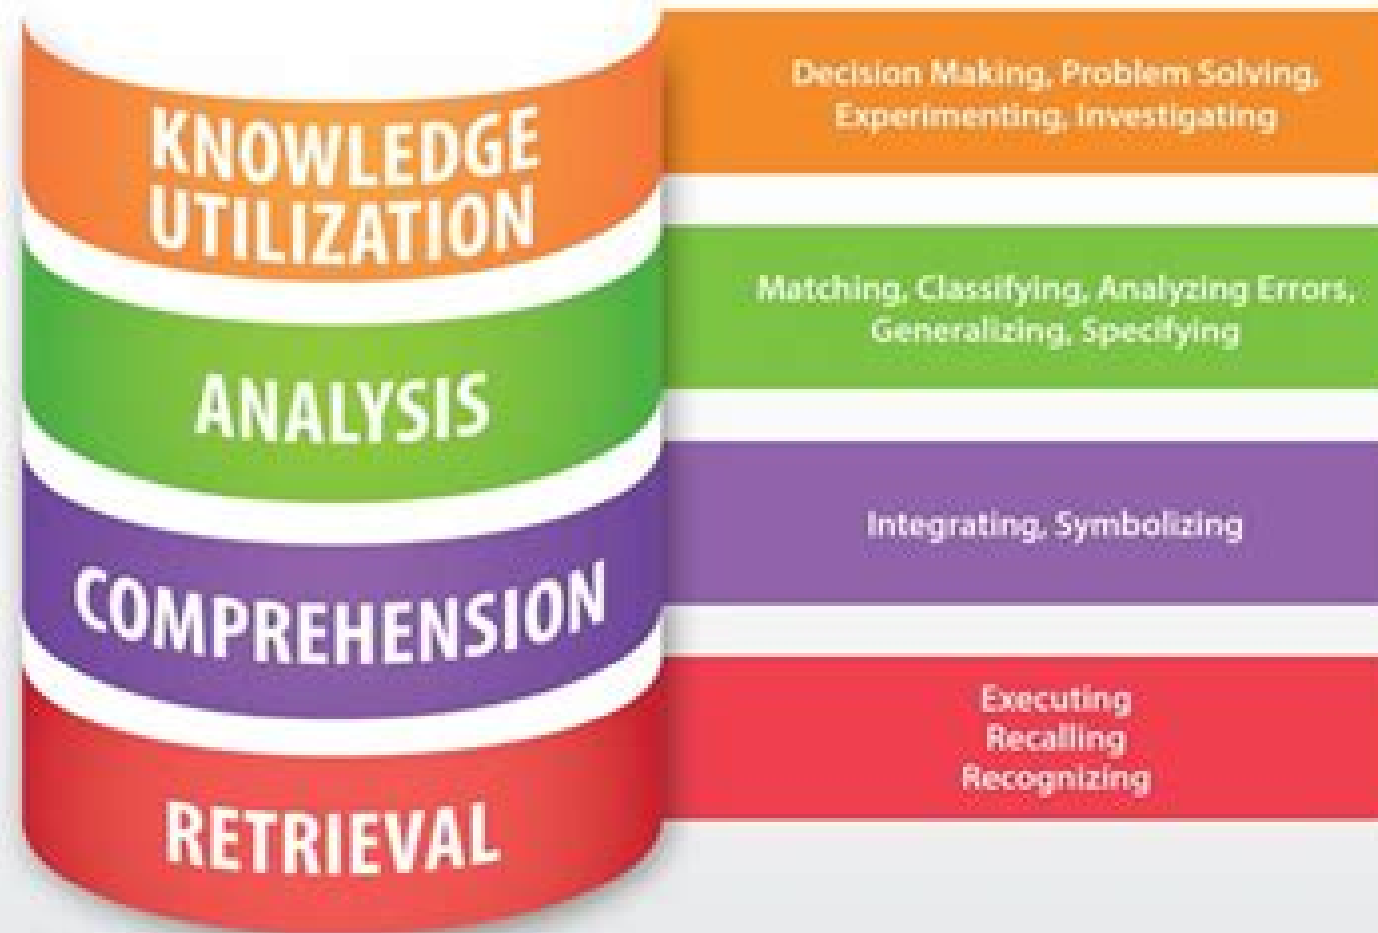 KNOWLEDGE
UTILIZATION
Decision Making, Problem Solving,
Experimenting, Investigating
ANALYSIS
Matching, Classifying, Analyzing Errors,
Generalizing, Specifying
COMPREHENSION
Integrating, Symbolizing
RETRIEVAL
Executing
Recalling
Recognizing